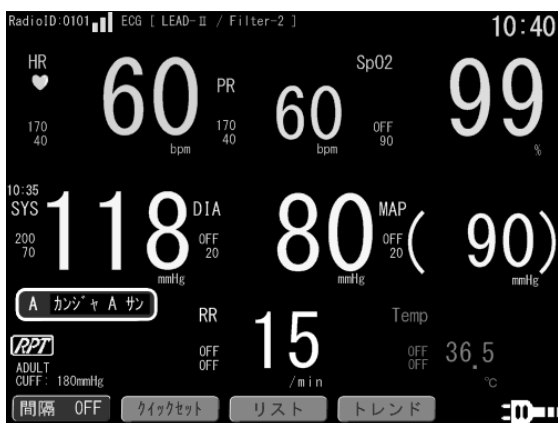 RadioID:0101 ECG [ LEAD-Ⅱ / Filter-2 ] 10:40
HR 60 bpm 170 40
PR 60 bpm 170 40
SpO2 99 % OFF 90
10:35
SYS 118 mmHg 200 70
DIA 80 mmHg OFF 20
MAP ( 90) mmHg OFF 20
A カンジャ A サン
RR 15 /min OFF OFF
Temp 36.5 ℃ OFF OFF
RPT
ADULT
CUFF: 180mmHg
間隔 OFF クイックセット リスト トレンド